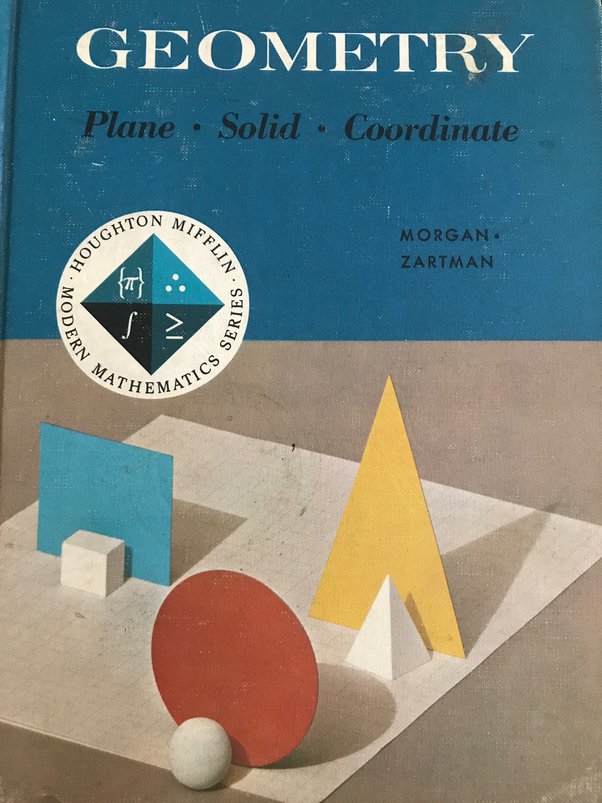 GEOMETRY
Plane · Solid · Coordinate
MORGAN ·
ZARTMAN
· HOUGHTON MIFFLIN ·
MODERN MATHEMATICS SERIES
{π} ∴
∫ ≥